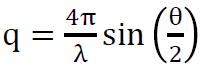 q = 4π/λ sin (θ/2)